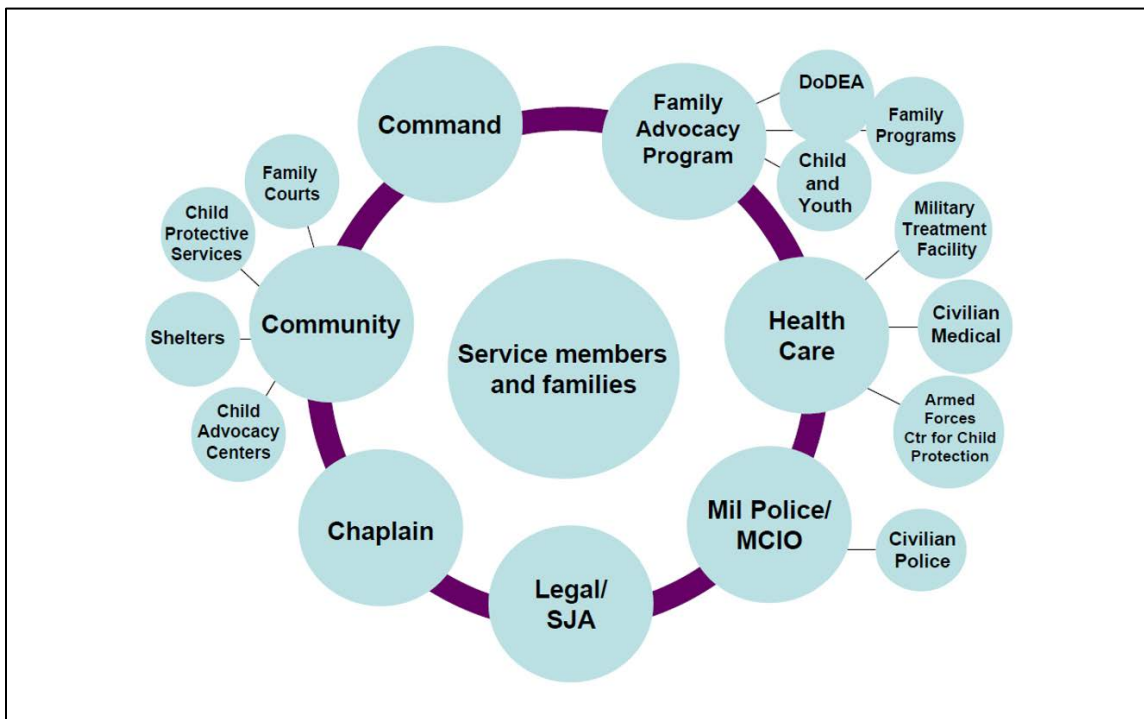 Command
Family
Advocacy
Program
DoDEA
Family
Programs
Child
and
Youth
Family
Courts
Child
Protective
Services
Shelters
Child
Advocacy
Centers
Community
Service members
and families
Health
Care
Military
Treatment
Facility
Civilian
Medical
Armed
Forces
Ctr for Child
Protection
Chaplain
Legal/
SJA
Mil Police/
MCIO
Civilian
Police